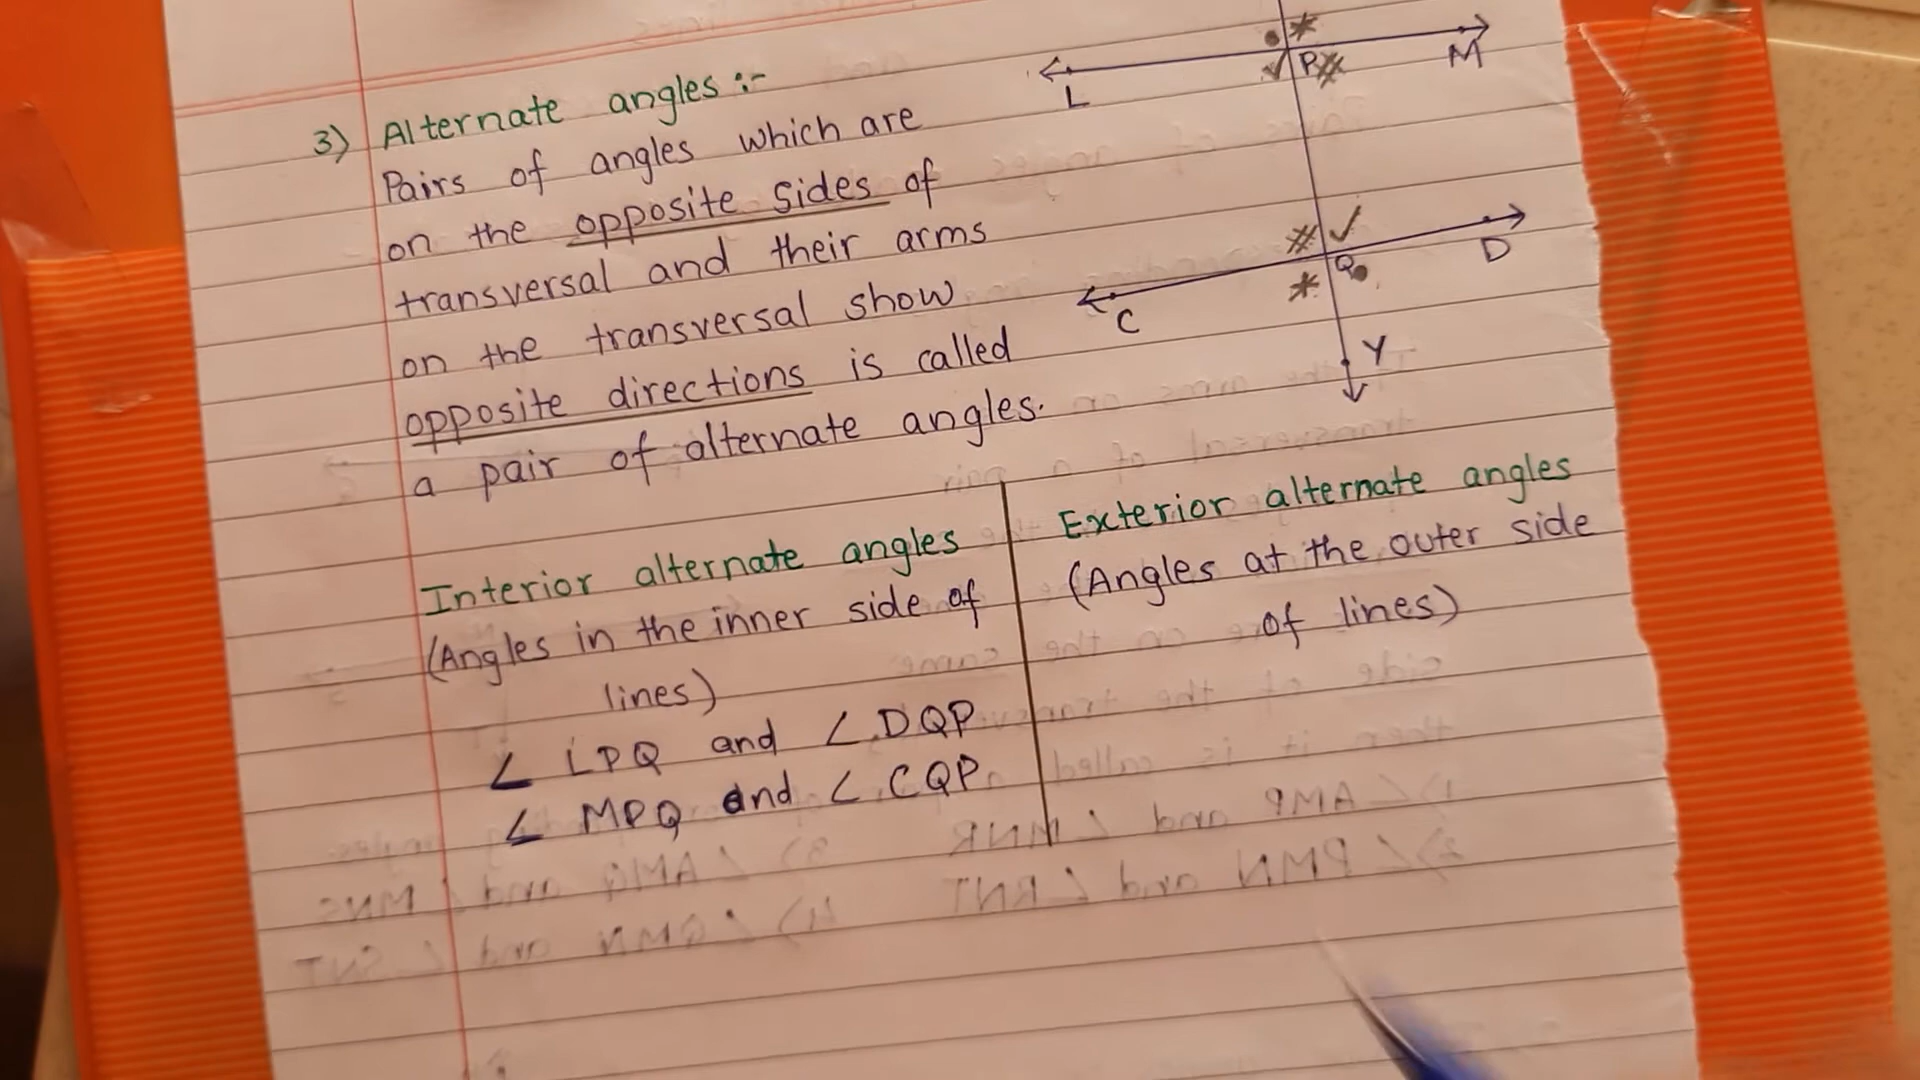 3) Alternate angles :-
Pairs of angles which are
on the opposite sides of
transversal and their arms
on the transversal show
opposite directions is called
a pair of alternate angles.
L
P
M
C
Q
D
Y
Interior alternate angles
(Angles in the inner side of
lines)
∠ LPQ and ∠ DQP
∠ MPQ and ∠ CQP
Exterior alternate angles
(Angles at the outer side
of lines)